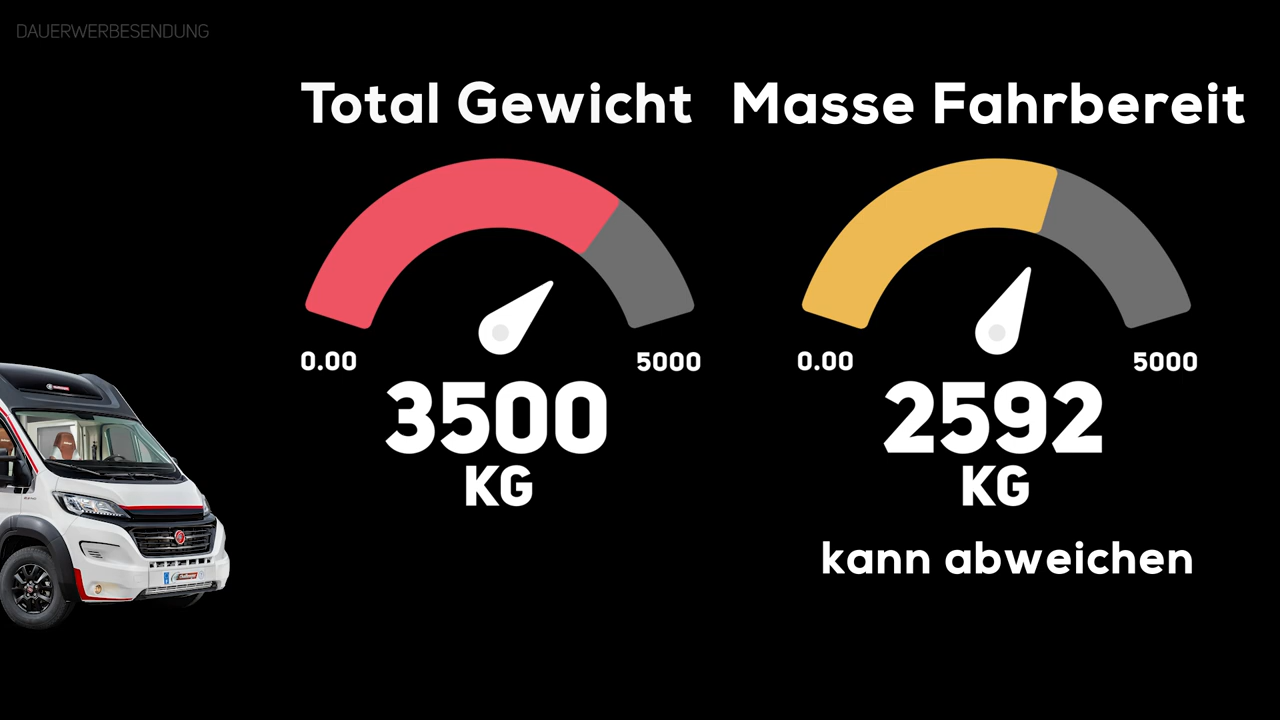 DAUERWERBESENDUNG
Total Gewicht
Masse Fahrbereit
0.00
5000
0.00
5000
3500
KG
2592
KG
kann abweichen